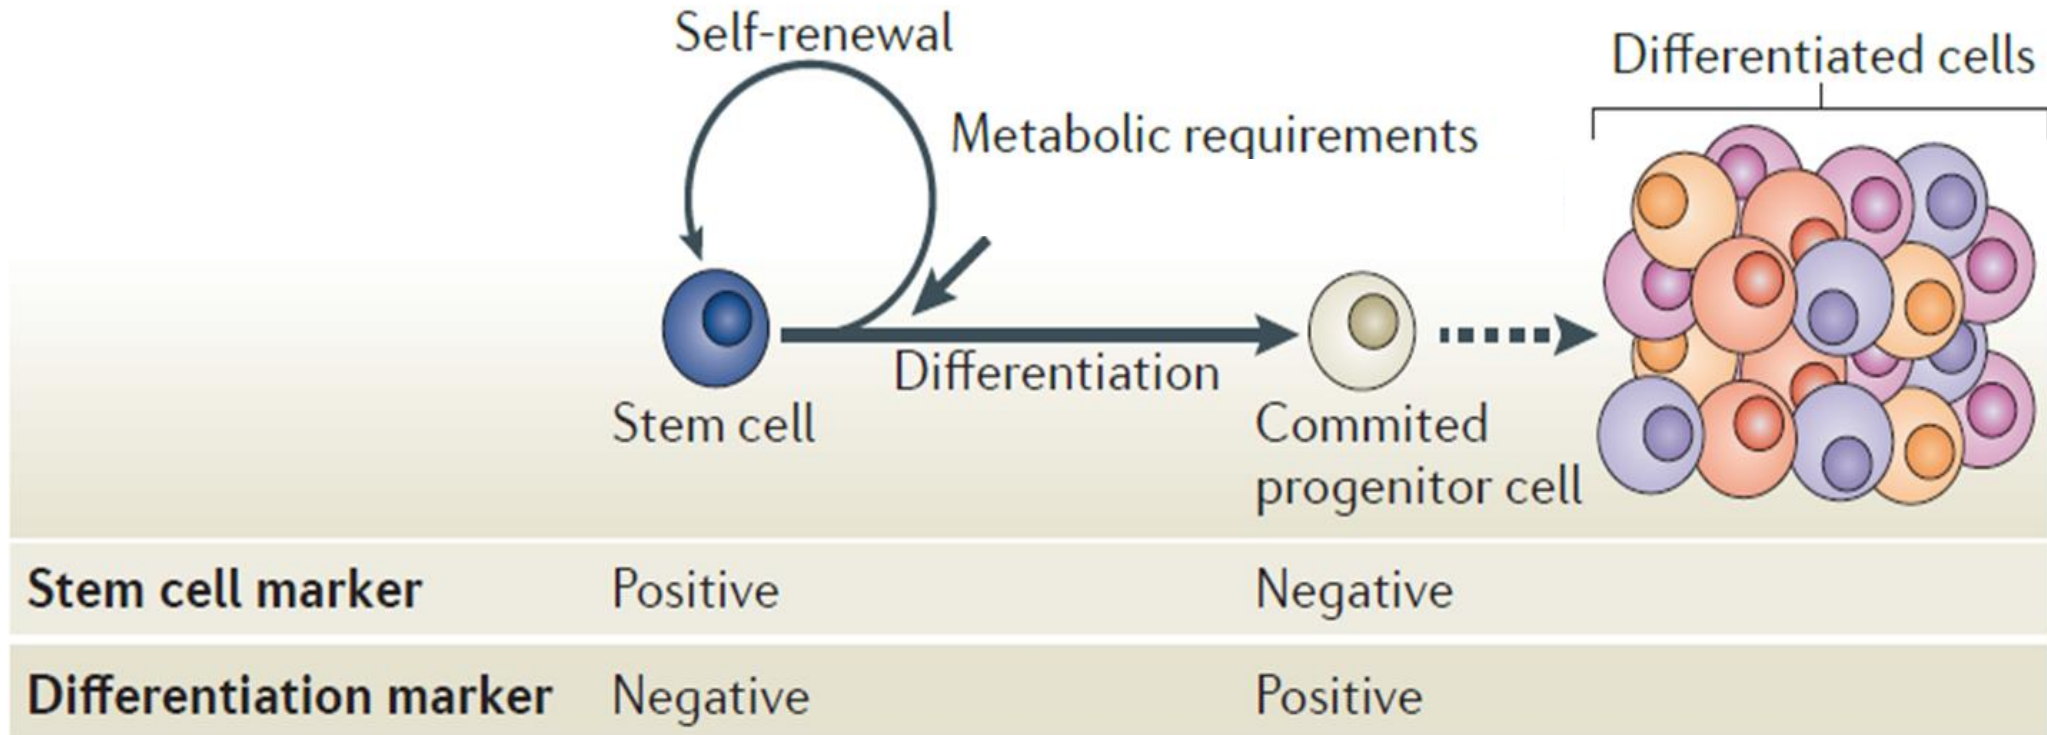 Self-renewal
Differentiated cells
Metabolic requirements
Differentiation
Stem cell
Commited
progenitor cell
Stem cell marker Positive Negative
Differentiation marker Negative Positive